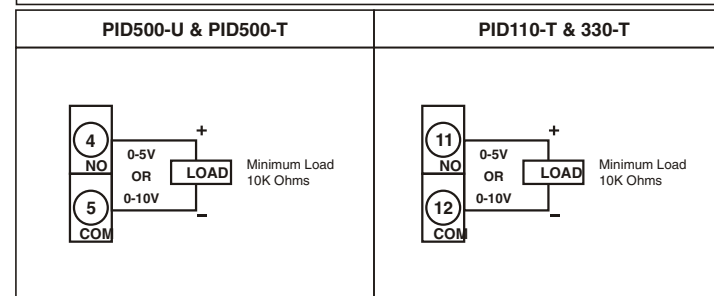 PID500-U & PID500-T
4
NO
5
COM
0-5V
OR
0-10V
+
LOAD
–
Minimum Load
10K Ohms
PID110-T & 330-T
11
NO
12
COM
0-5V
OR
0-10V
+
LOAD
–
Minimum Load
10K Ohms